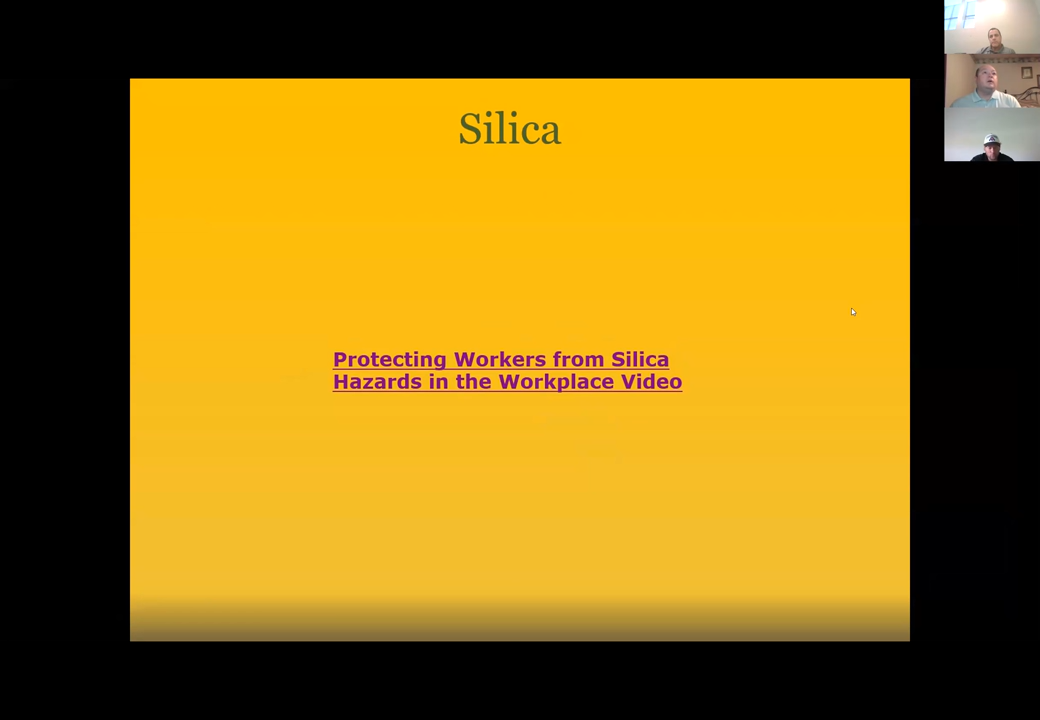 Silica
Protecting Workers from Silica
Hazards in the Workplace Video